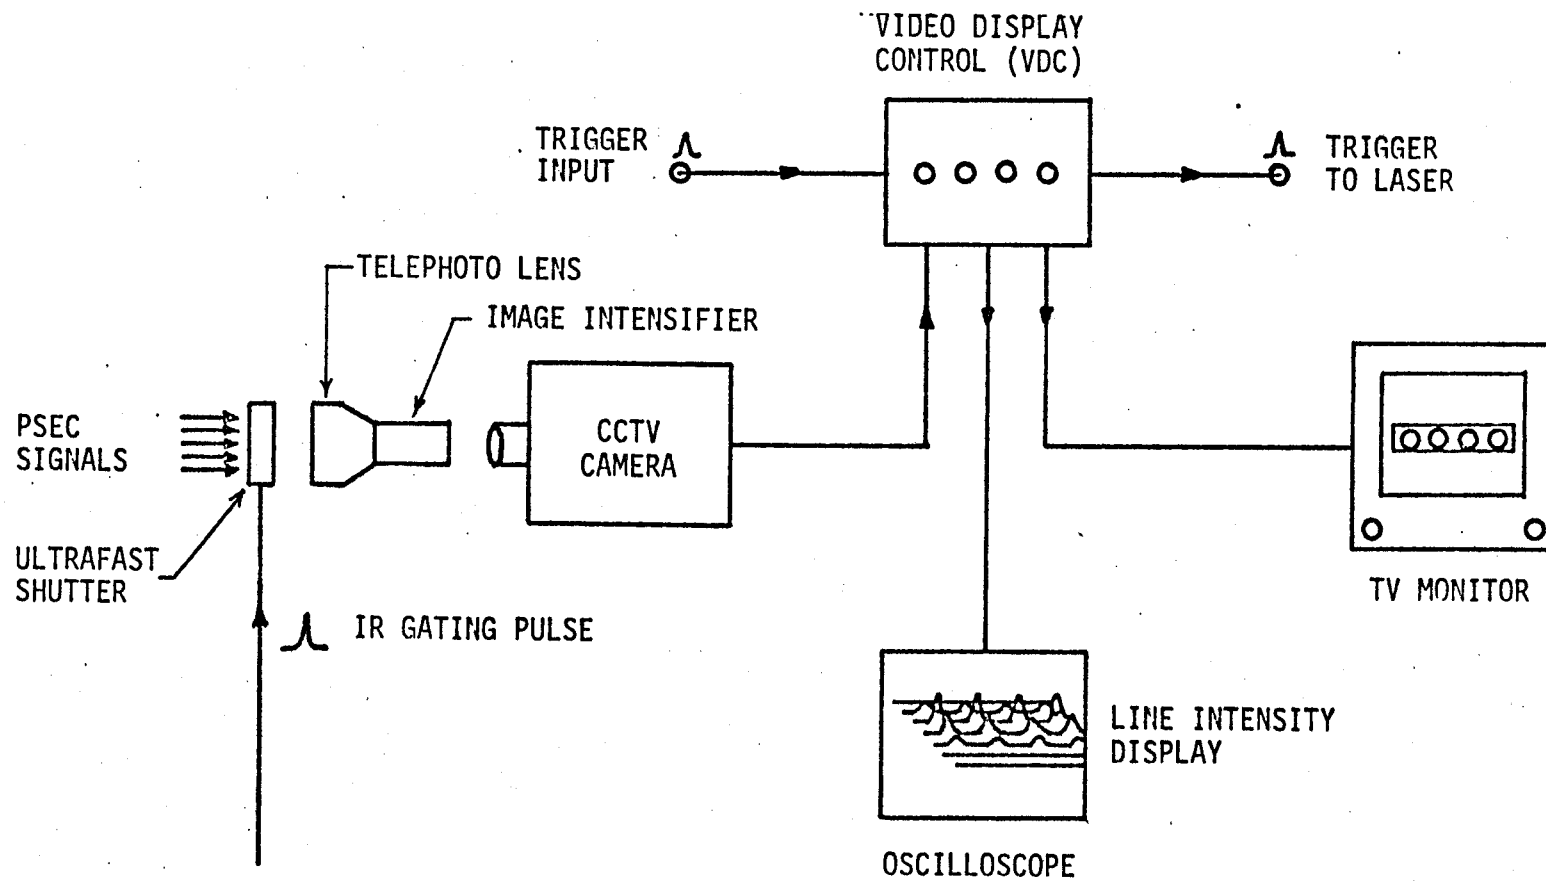 VIDEO DISPLAY
CONTROL (VDC)
TRIGGER
INPUT
TRIGGER
TO LASER
TELEPHOTO LENS
IMAGE INTENSIFIER
PSEC
SIGNALS
CCTV
CAMERA
ULTRAFAST
SHUTTER
IR GATING PULSE
TV MONITOR
LINE INTENSITY
DISPLAY
OSCILLOSCOPE